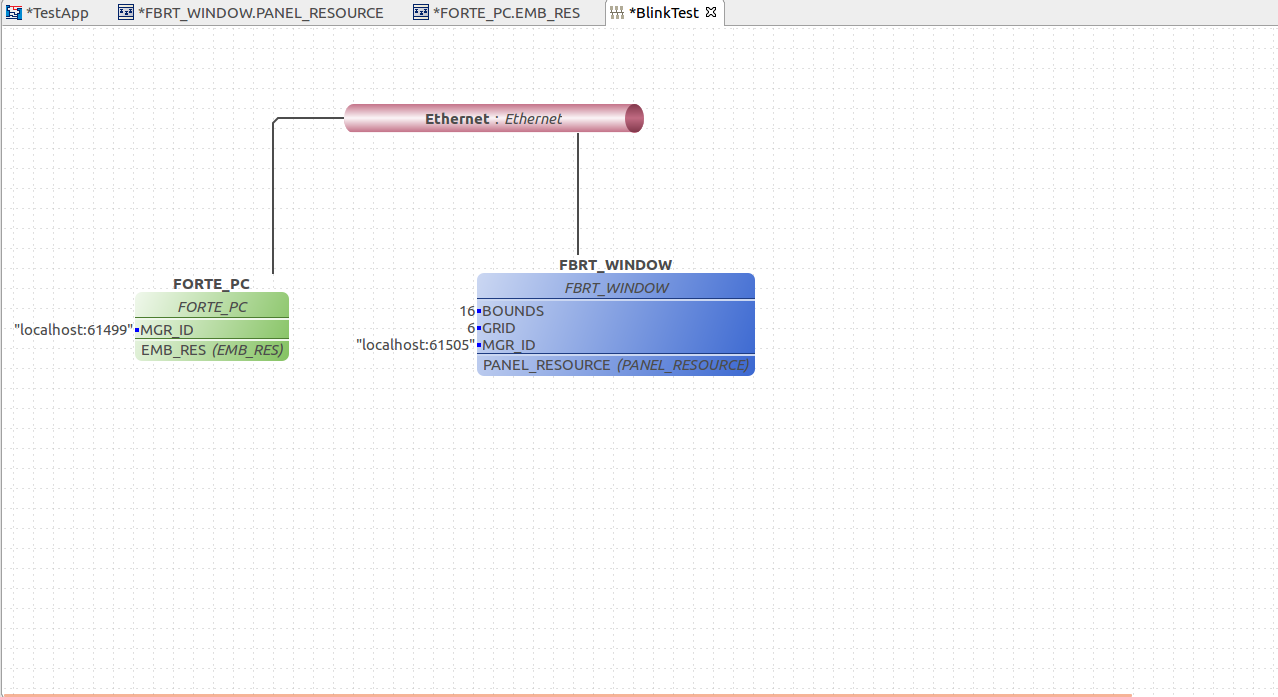 *TestApp *FBRT_WINDOW.PANEL_RESOURCE *FORTE_PC.EMB_RES *BlinkTest
Ethernet : Ethernet
FORTE_PC
FORTE_PC
"localhost:61499" MGR_ID
EMB_RES (EMB_RES)
FBRT_WINDOW
FBRT_WINDOW
16 BOUNDS
6 GRID
"localhost:61505" MGR_ID
PANEL_RESOURCE (PANEL_RESOURCE)